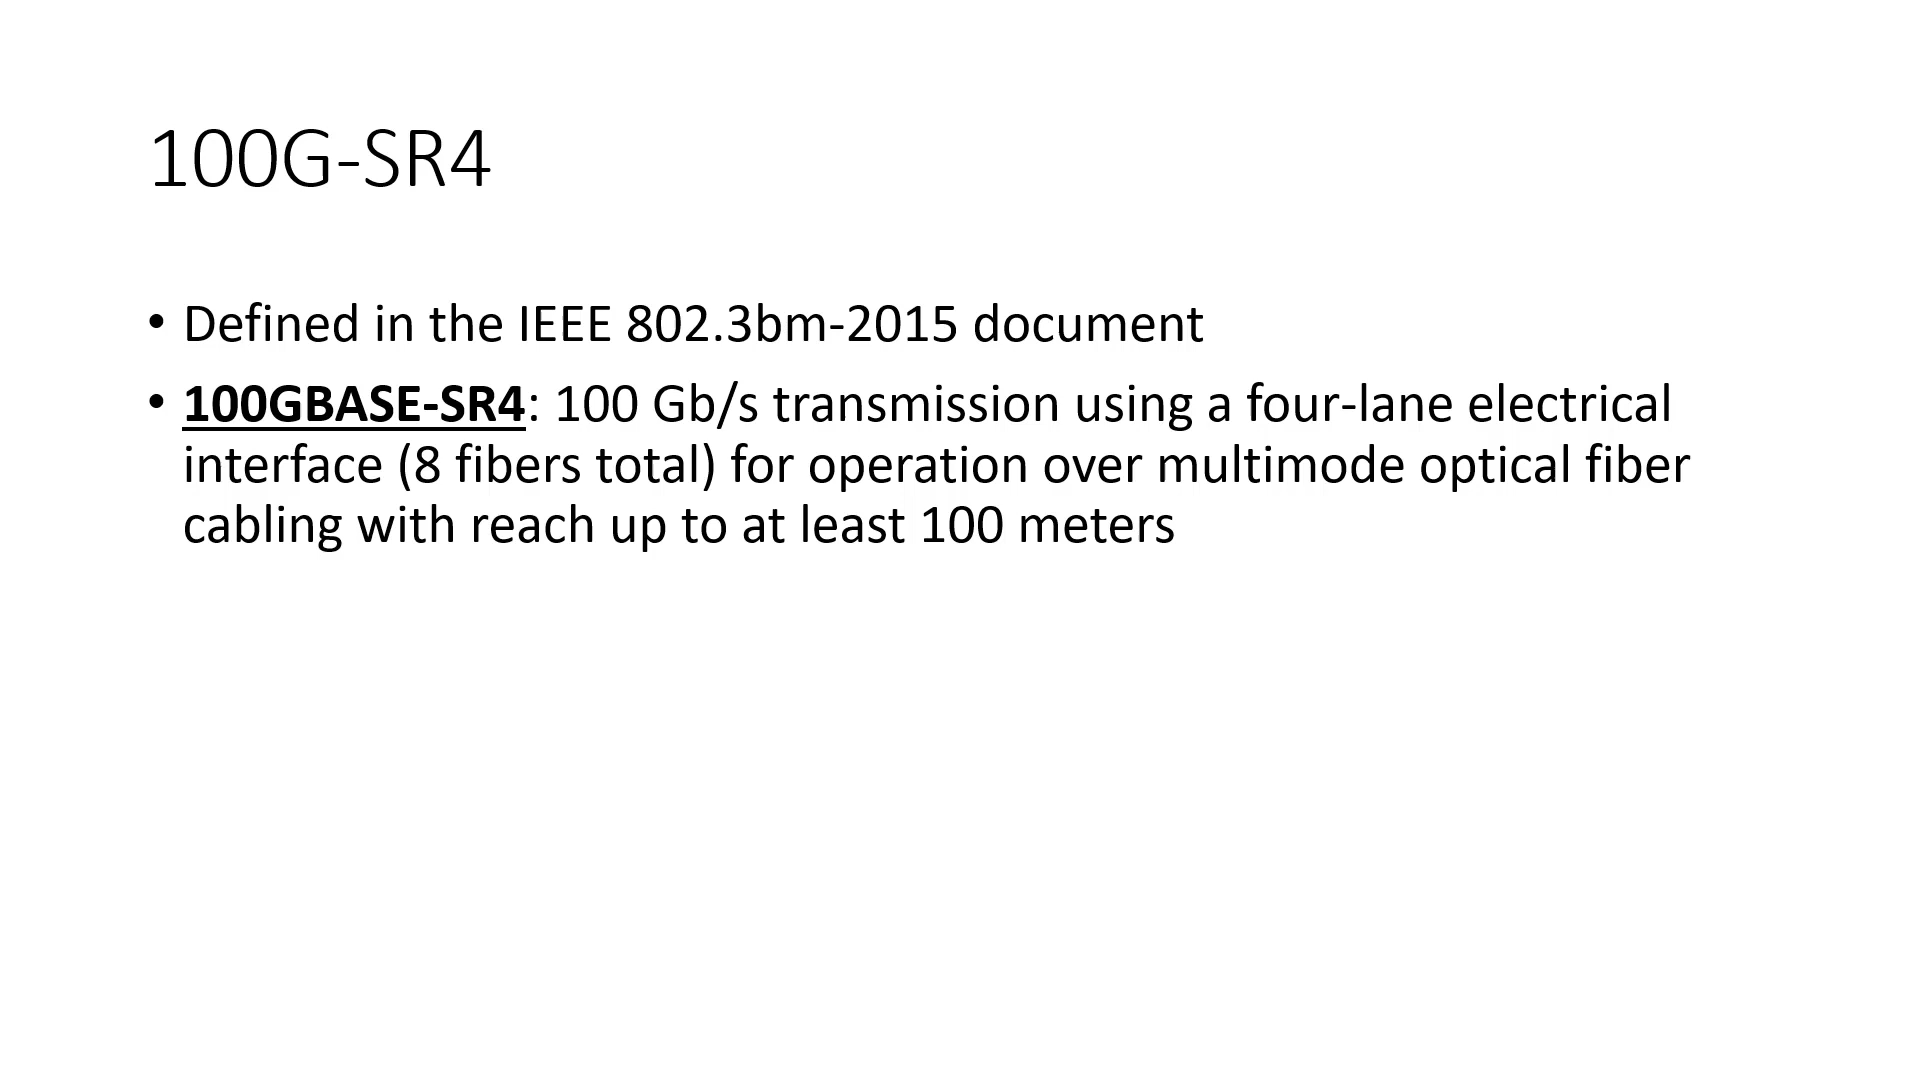 100G-SR4
• Defined in the IEEE 802.3bm-2015 document
• 100GBASE-SR4: 100 Gb/s transmission using a four-lane electrical
interface (8 fibers total) for operation over multimode optical fiber
cabling with reach up to at least 100 meters